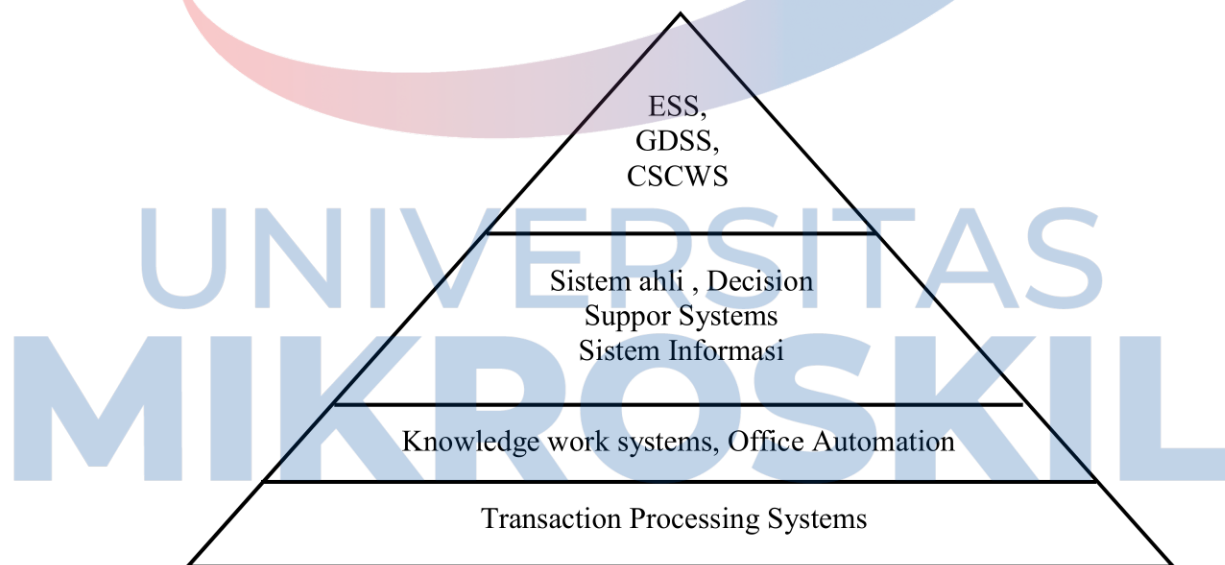 ESS,
GDSS,
CSCWS
UNIVERSITAS
Sistem ahli , Decision
Suppor Systems
Sistem Informasi
MIKROSKIL
Knowledge work systems, Office Automation
Transaction Processing Systems